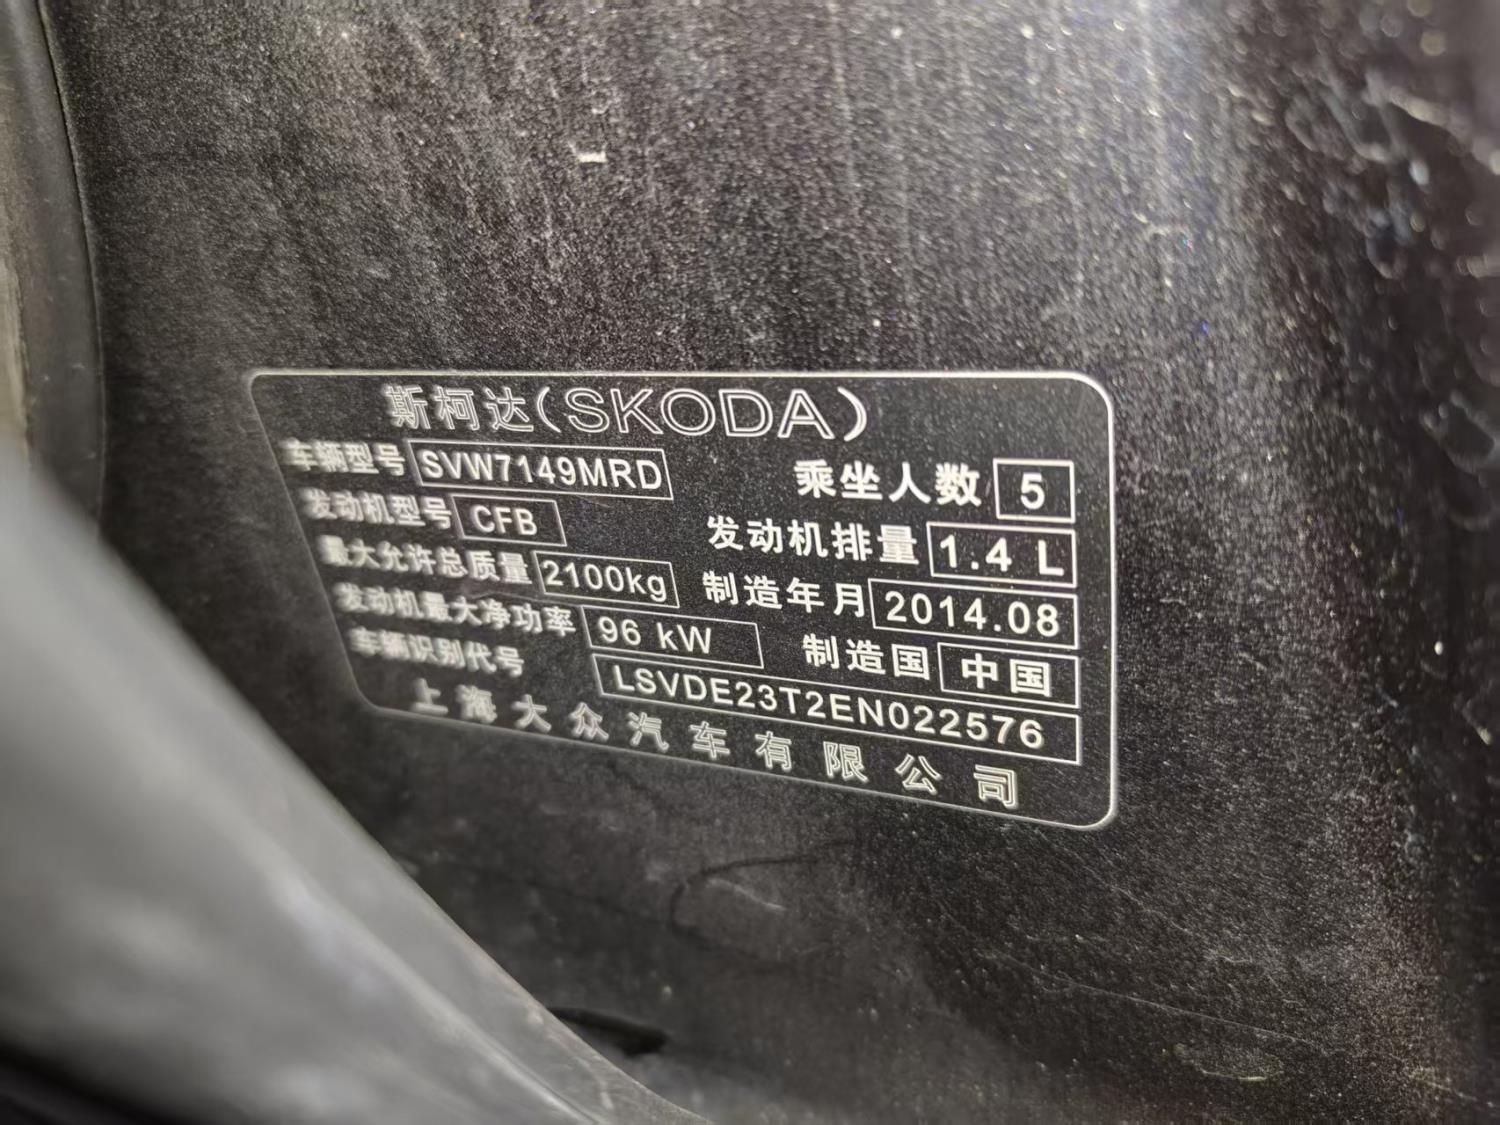 斯柯达(SKODA)
车辆型号 SVW7149MRD 乘坐人数 5
发动机型号 CFB 发动机排量 1.4 L
最大允许总质量 2100kg 制造年月 2014.08
发动机最大净功率 96 kW 制造国 中国
车辆识别代号 LSVDE23T2EN022576
上海大众汽车有限公司